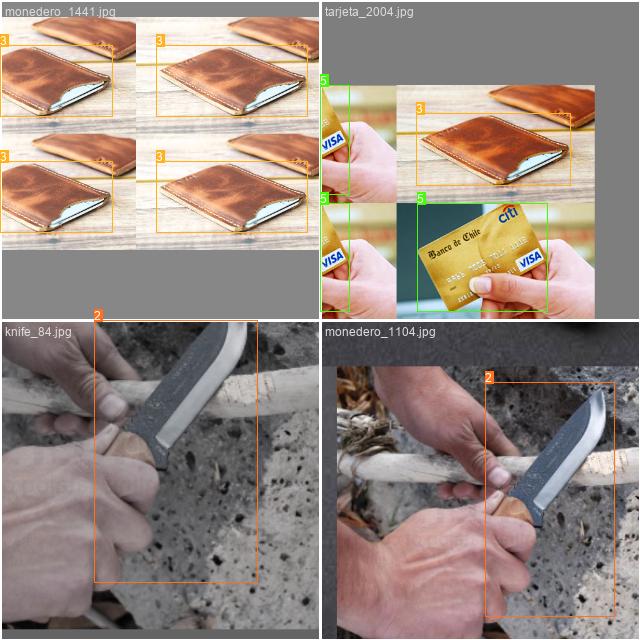 monedero_1441.jpg
3
3
3
3
tarjeta_2004.jpg
5
VISA
3
5
VISA
5
citi
Banco de Chile
VISA
knife_84.jpg
2
monedero_1104.jpg
2